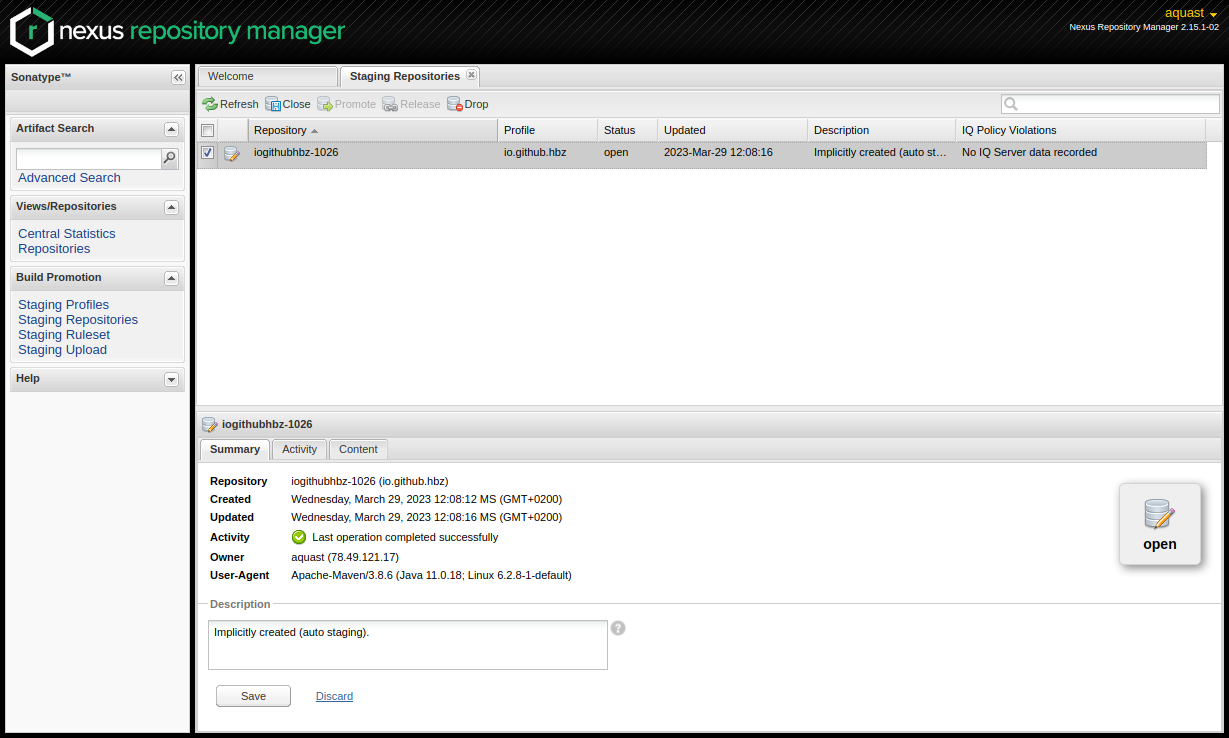 nexus repository manager
aquast
Nexus Repository Manager 2.15.1-02
Sonatype™
Artifact Search
Advanced Search
Views/Repositories
Central Statistics
Repositories
Build Promotion
Staging Profiles
Staging Repositories
Staging Ruleset
Staging Upload
Help
Welcome
Staging Repositories
Refresh Close Promote Release Drop
Repository Profile Status Updated Description IQ Policy Violations
iogithubhbz-1026 io.github.hbz open 2023-Mar-29 12:08:16 Implicitly created (auto st... No IQ Server data recorded
iogithubhbz-1026
Summary Activity Content
Repository iogithubhbz-1026 (io.github.hbz)
Created Wednesday, March 29, 2023 12:08:12 MS (GMT+0200)
Updated Wednesday, March 29, 2023 12:08:16 MS (GMT+0200)
Activity Last operation completed successfully
Owner aquast (78.49.121.17)
User-Agent Apache-Maven/3.8.6 (Java 11.0.18; Linux 6.2.8-1-default)
open
Description
Implicitly created (auto staging).
?
Save Discard